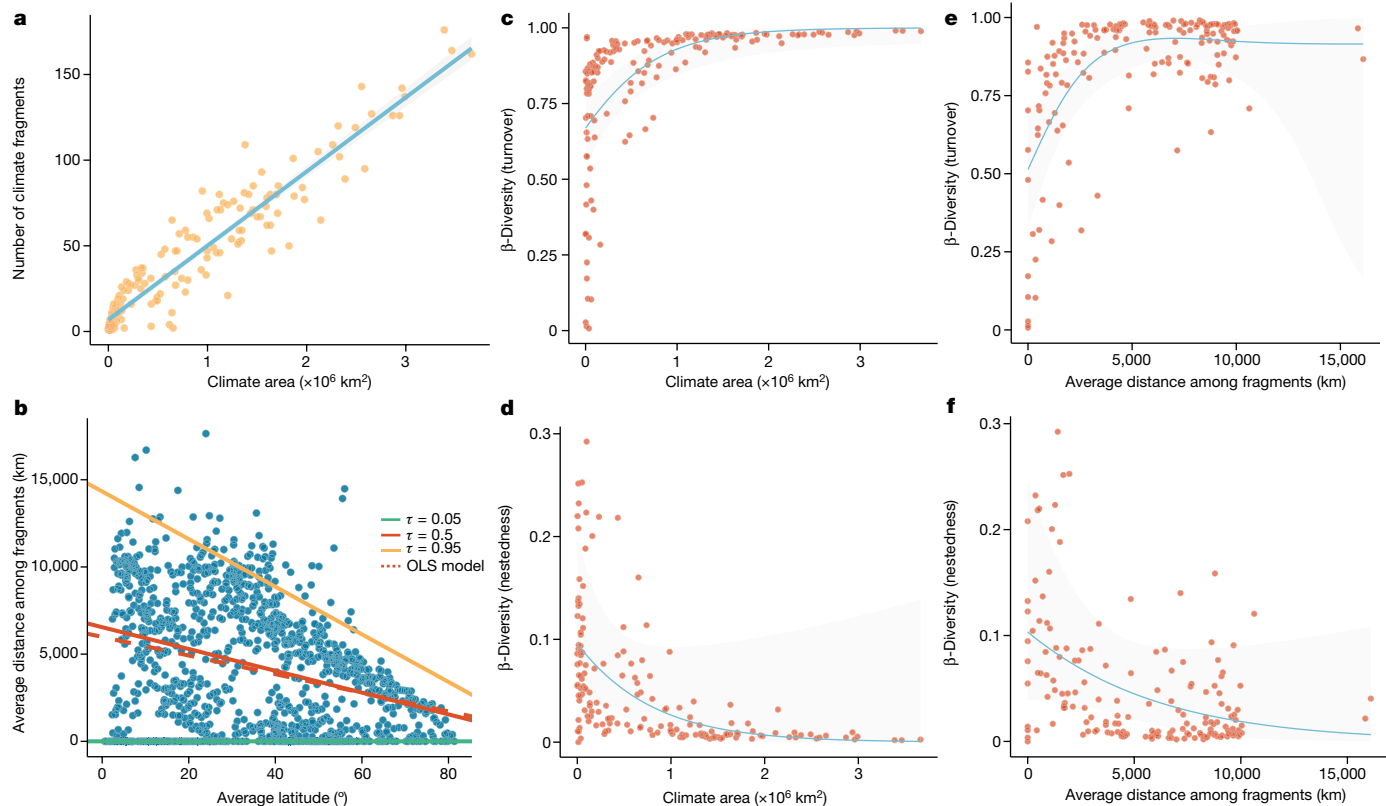 a
Number of climate fragments
150
100
50
0
0 1 2 3
Climate area (×10⁶ km²)
b
Average distance among fragments (km)
15,000
10,000
5,000
0
τ = 0.05
τ = 0.5
τ = 0.95
OLS model
0 20 40 60 80
Average latitude (º)
c
β-Diversity (turnover)
1.00
0.75
0.50
0.25
0
0 1 2 3
Climate area (×10⁶ km²)
d
β-Diversity (nestedness)
0.3
0.2
0.1
0
0 1 2 3
Climate area (×10⁶ km²)
e
β-Diversity (turnover)
1.00
0.75
0.50
0.25
0
0 5,000 10,000 15,000
Average distance among fragments (km)
f
β-Diversity (nestedness)
0.3
0.2
0.1
0
0 5,000 10,000 15,000
Average distance among fragments (km)